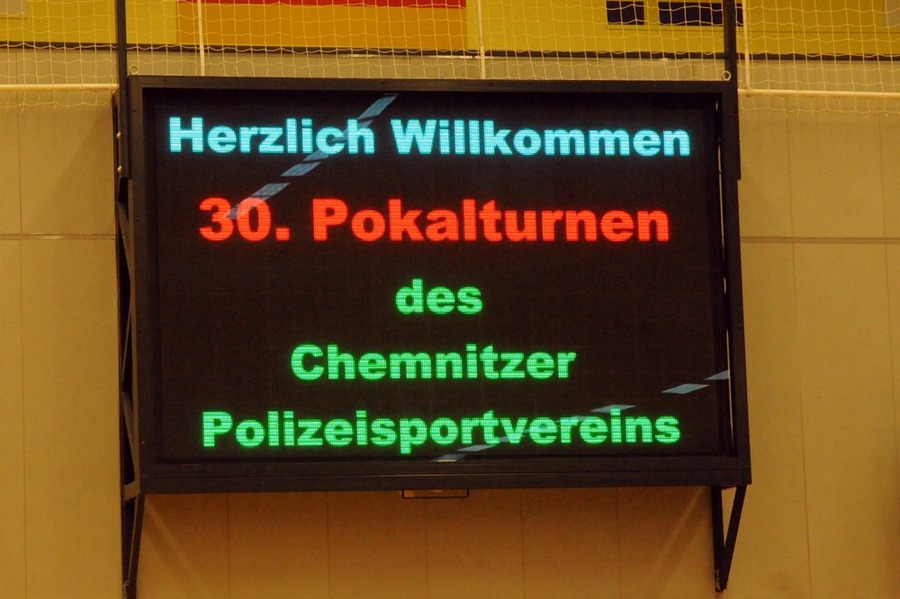 Herzlich Willkommen
30. Pokalturnen
des
Chemnitzer
Polizeisportvereins